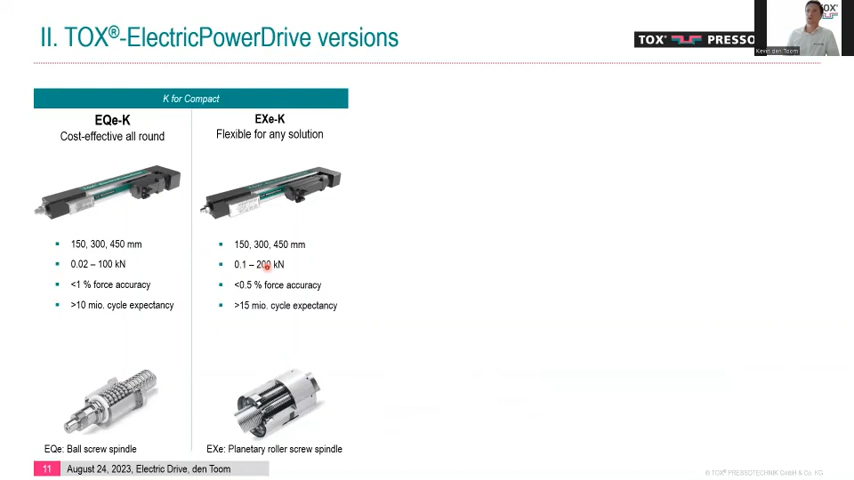 II. TOX®-ElectricPowerDrive versions
TOX® PRESSO
Kevin den Toom
K for Compact
EQe-K
Cost-effective all round
EXe-K
Flexible for any solution
150, 300, 450 mm
0.02 – 100 kN
<1 % force accuracy
>10 mio. cycle expectancy
150, 300, 450 mm
0.1 – 200 kN
<0.5 % force accuracy
>15 mio. cycle expectancy
EQe: Ball screw spindle
EXe: Planetary roller screw spindle
11 August 24, 2023, Electric Drive, den Toom
© TOX® PRESSOTECHNIK GmbH & Co. KG